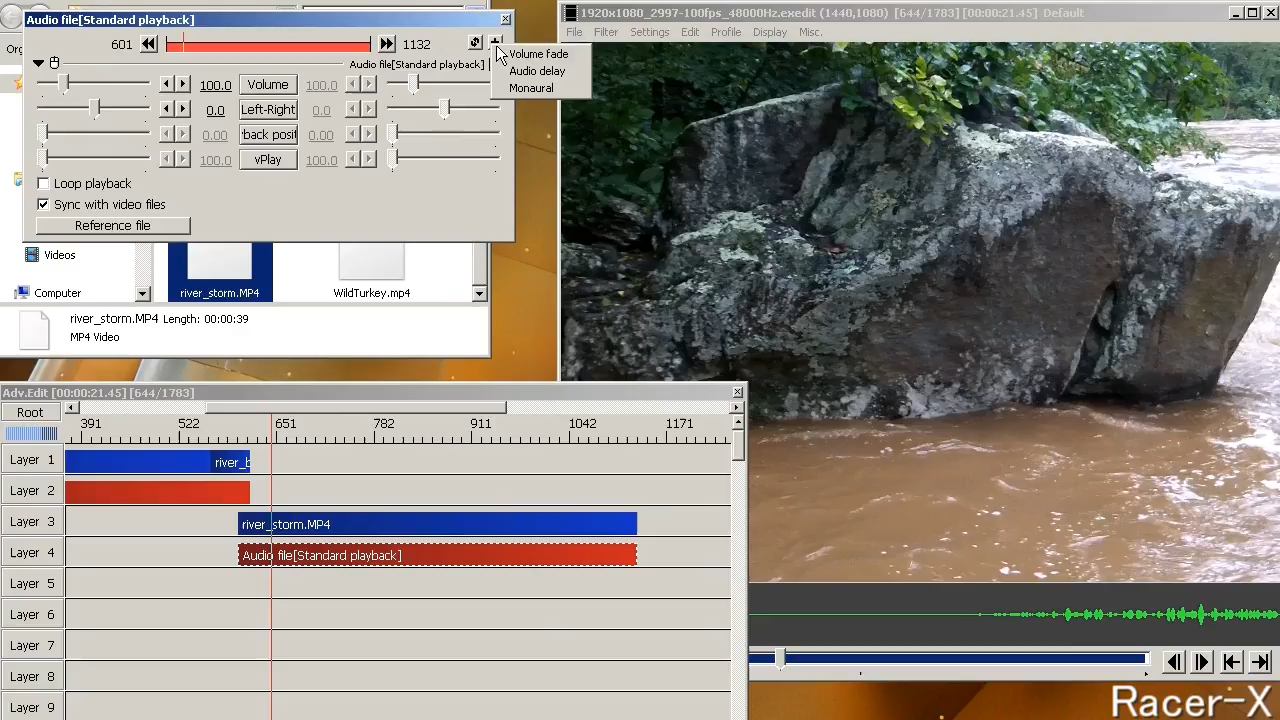 Audio file[Standard playback]
601
1132
Audio file[Standard playback]
Volume fade
Audio delay
Monaural
100.0 Volume 100.0
0.0 Left-Right 0.0
0.00 back posit 0.00
100.0 vPlay 100.0
Loop playback
Sync with video files
Reference file
Videos
Computer
river_storm.MP4
WildTurkey.mp4
river_storm.MP4 Length: 00:00:39
MP4 Video
1920x1080_2997-100fps_48000Hz.exedit (1440,1080) [644/1783] [00:00:21.45] Default
File Filter Settings Edit Profile Display Misc.
Adv.Edit [00:00:21.45] [644/1783]
Root
391 522 651 782 911 1042 1171
Layer 1
river_b
Layer 2
Layer 3
river_storm.MP4
Layer 4
Audio file[Standard playback]
Layer 5
Layer 6
Layer 7
Layer 8
Layer 9
Racer-X